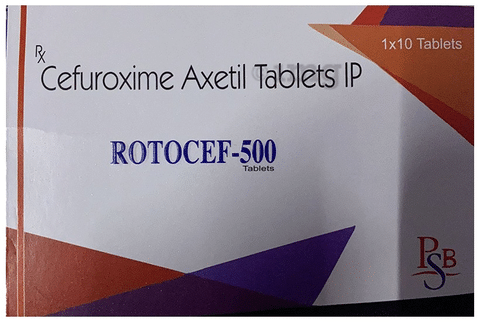 1x10 Tablets
Rx
Cefuroxime Axetil Tablets IP
ROTOCEF-500
Tablets
PSB